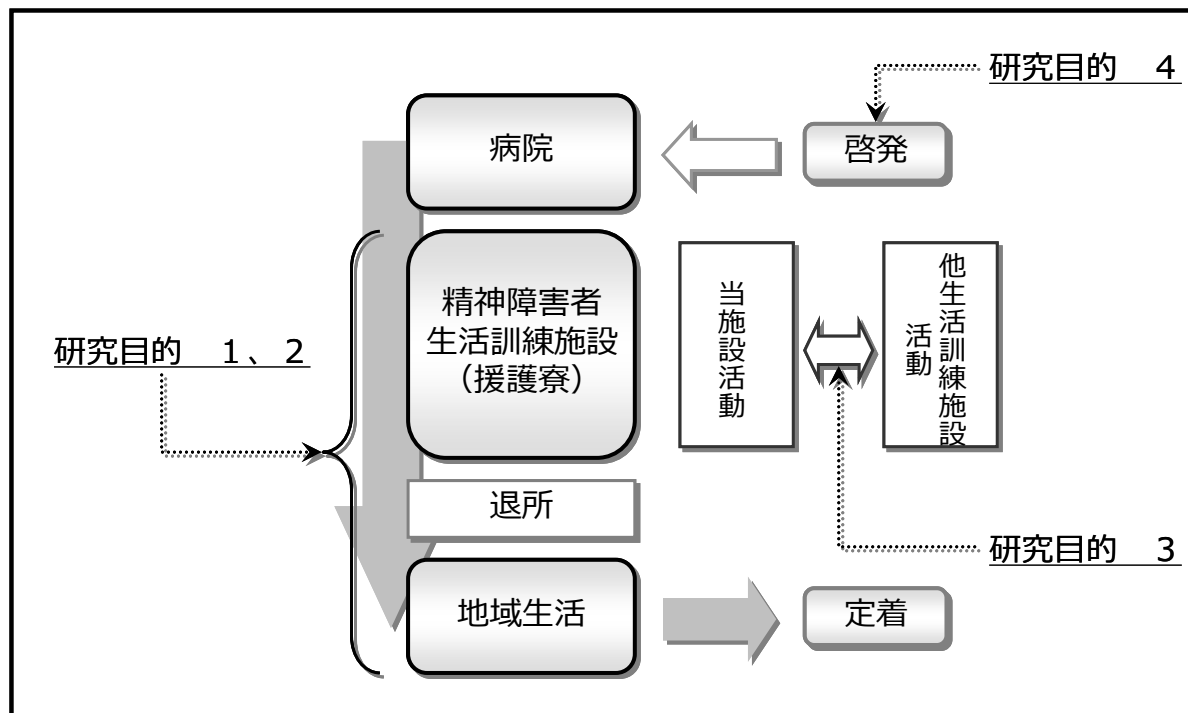 研究目的　４
病院
啓発
精神障害者
生活訓練施設
（援護寮）
当施設活動
他生活訓練施設
活動
研究目的　１、２
退所
研究目的　３
地域生活
定着